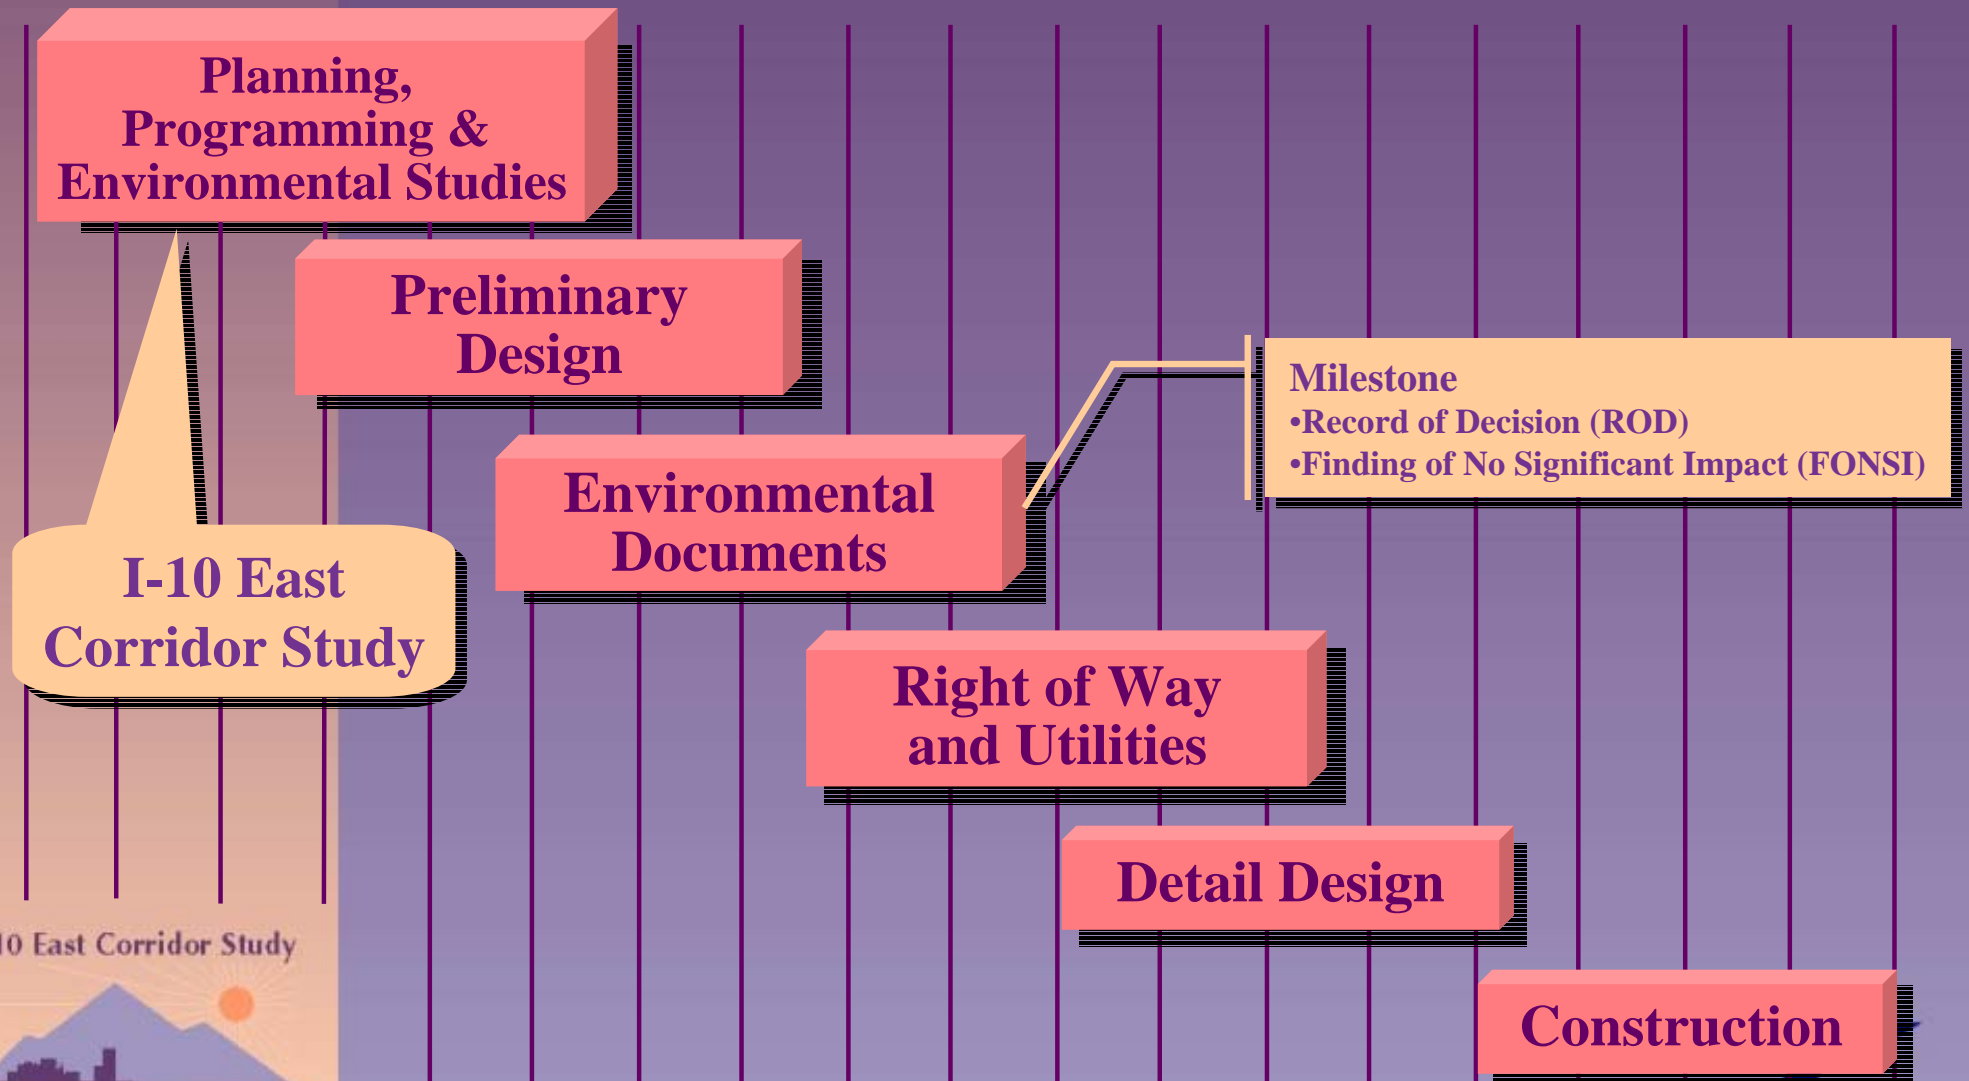 Planning,
Programming &
Environmental Studies
Preliminary
Design
Milestone
•Record of Decision (ROD)
•Finding of No Significant Impact (FONSI)
Environmental
Documents
I-10 East
Corridor Study
Right of Way
and Utilities
Detail Design
10 East Corridor Study
Construction